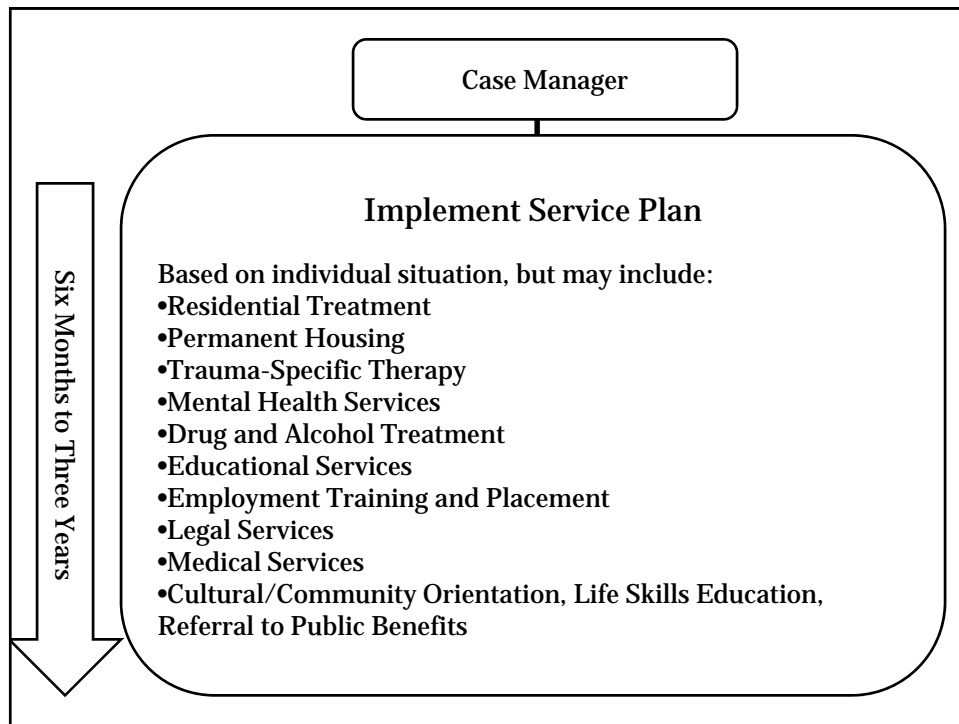 Case Manager
Implement Service Plan
Six Months to Three Years
Based on individual situation, but may include:
•Residential Treatment
•Permanent Housing
•Trauma-Specific Therapy
•Mental Health Services
•Drug and Alcohol Treatment
•Educational Services
•Employment Training and Placement
•Legal Services
•Medical Services
•Cultural/Community Orientation, Life Skills Education,
Referral to Public Benefits